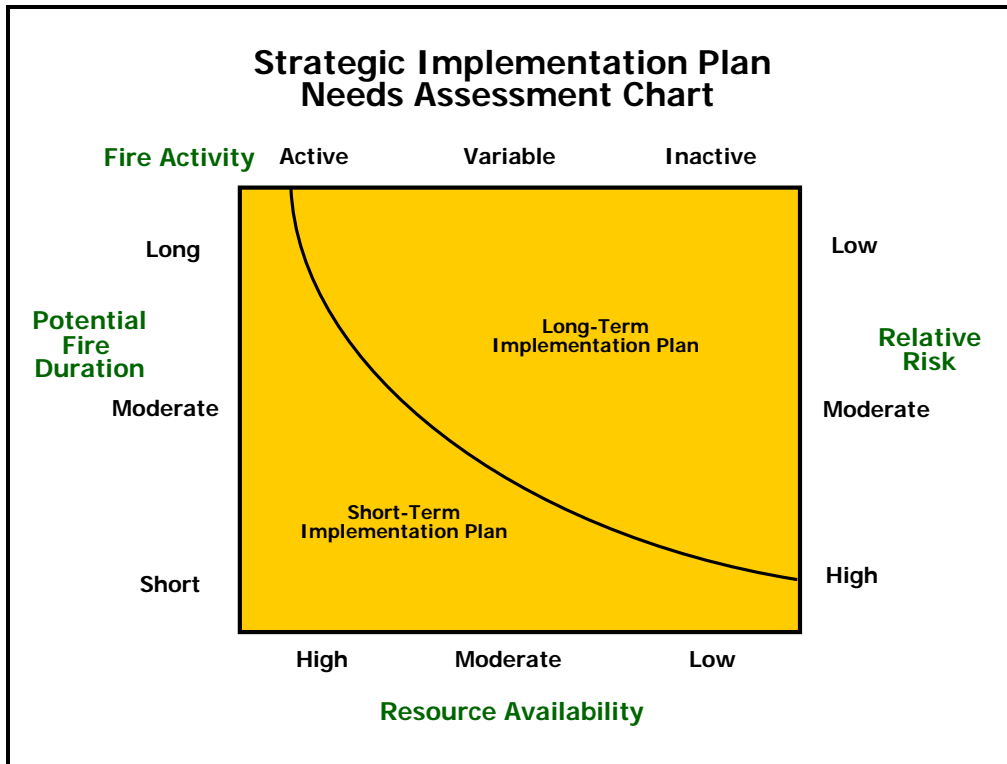 Strategic Implementation Plan
Needs Assessment Chart
Fire Activity
Active
Variable
Inactive
Long
Low
Potential
Fire
Duration
Long-Term
Implementation Plan
Relative
Risk
Moderate
Moderate
Short-Term
Implementation Plan
Short
High
High
Moderate
Low
Resource Availability